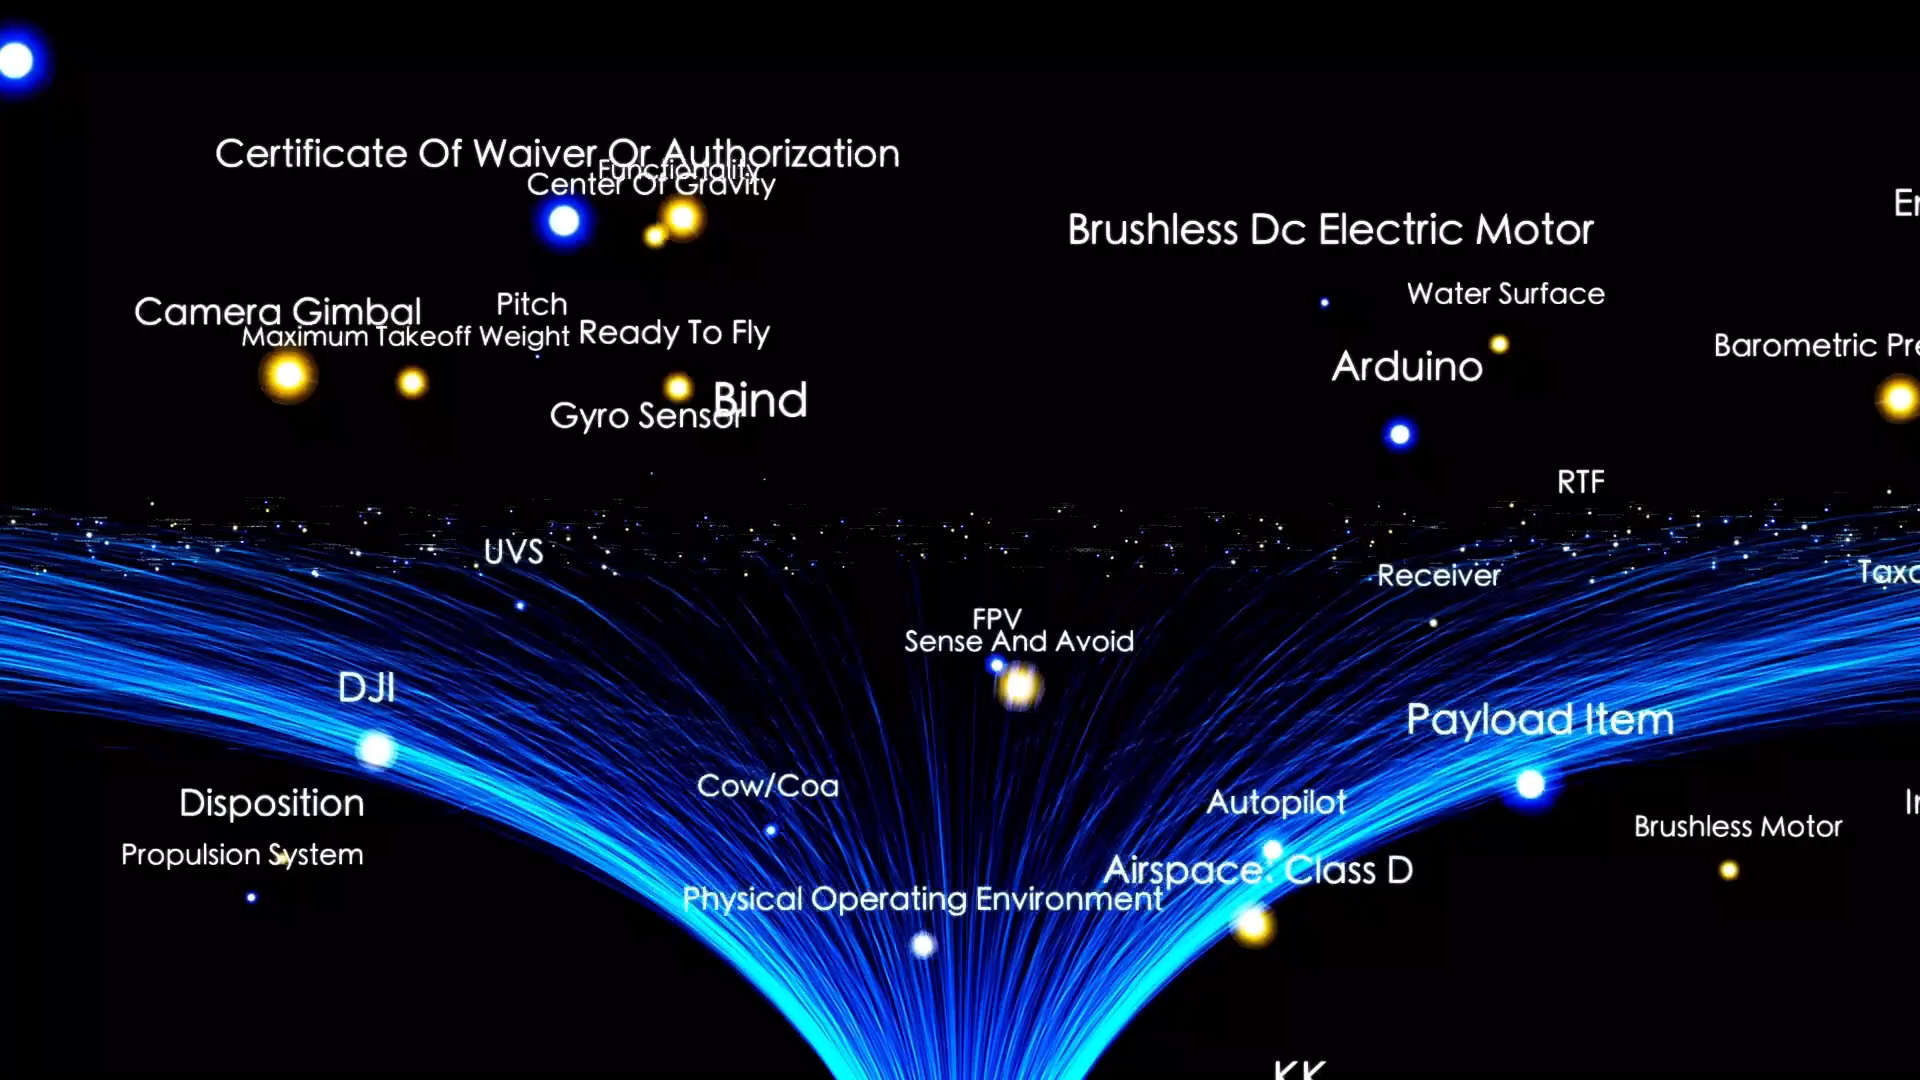 Certificate Of Waiver Or Authorization
Functionality
Center Of Gravity
Brushless Dc Electric Motor
Water Surface
Camera Gimbal
Pitch
Maximum Takeoff Weight
Ready To Fly
Barometric
Arduino
Bind
Gyro Sensor
RTF
UVS
Receiver
FPV
Sense And Avoid
DJI
Payload Item
Cow/Coa
Autopilot
Disposition
Brushless Motor
Propulsion System
Airspace: Class D
Physical Operating Environment
KK